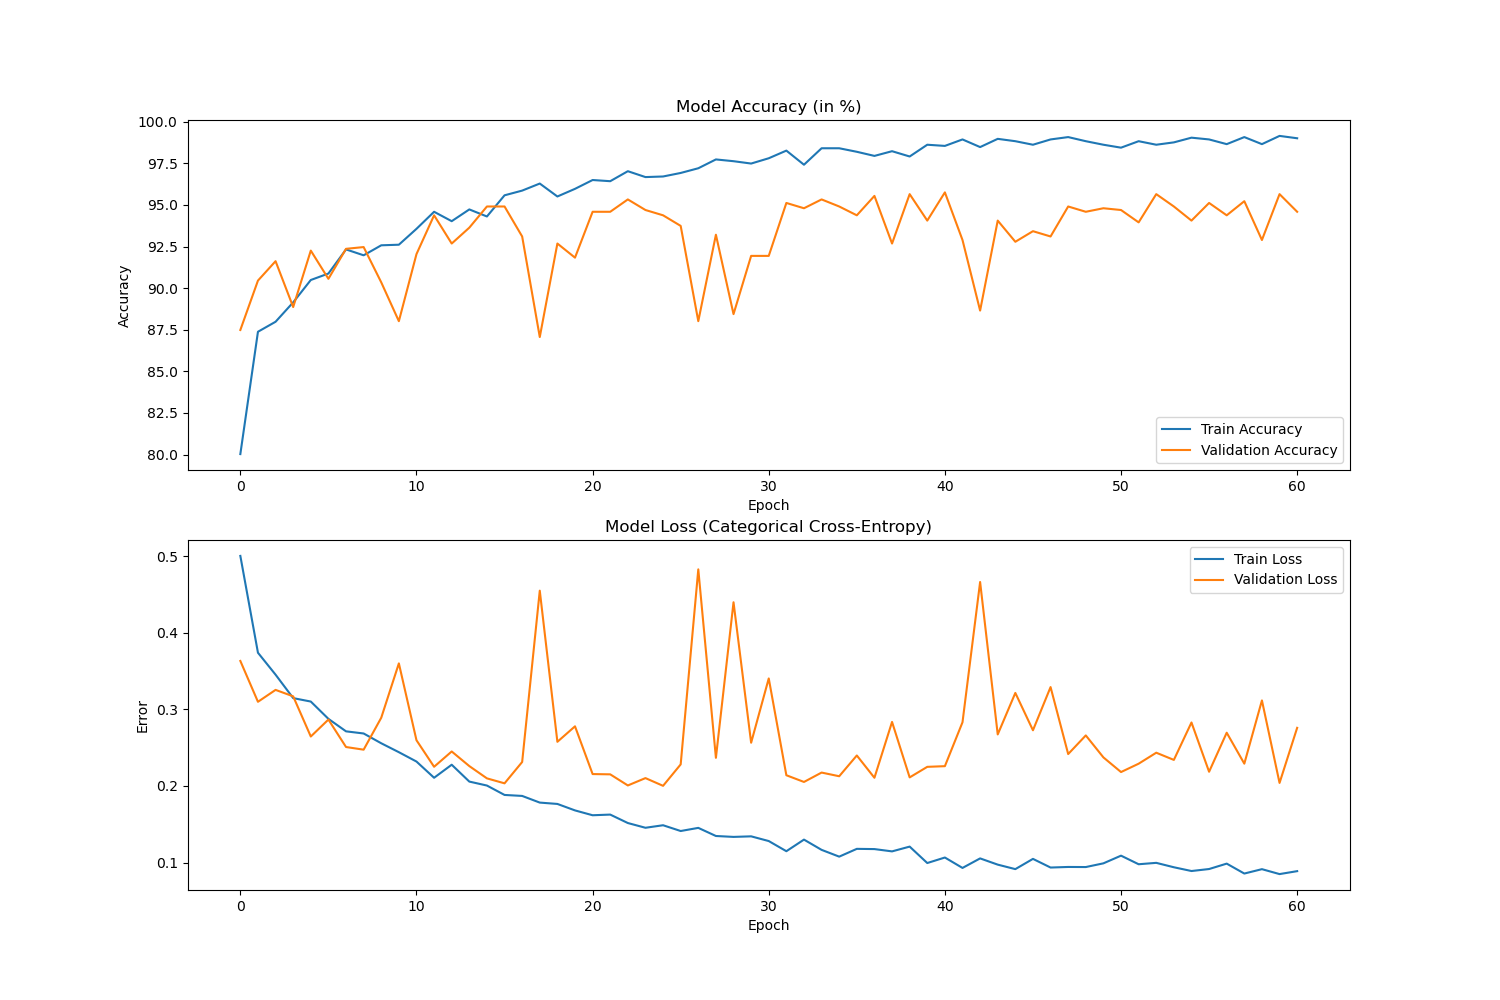 Model Accuracy (in %)
100.0
97.5
95.0
92.5
90.0
87.5
85.0
82.5
80.0
Accuracy
Train Accuracy
Validation Accuracy
0 10 20 30 40 50 60
Epoch
Model Loss (Categorical Cross-Entropy)
0.5
0.4
0.3
0.2
0.1
Error
Train Loss
Validation Loss
0 10 20 30 40 50 60
Epoch